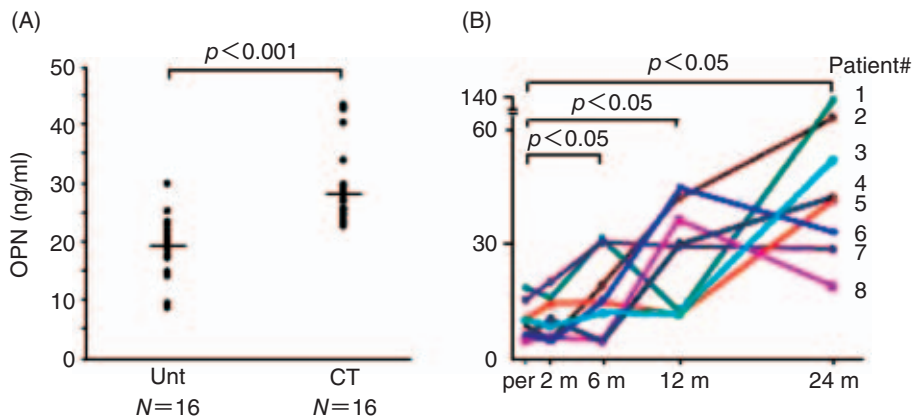 (A)
p<0.001
50
40
30
20
10
0
OPN (ng/ml)
Unt
CT
N=16
N=16
(B)
p<0.05
p<0.05
p<0.05
Patient#
140
60
30
0
1
2
3
4
5
6
7
8
per 2 m 6 m 12 m 24 m